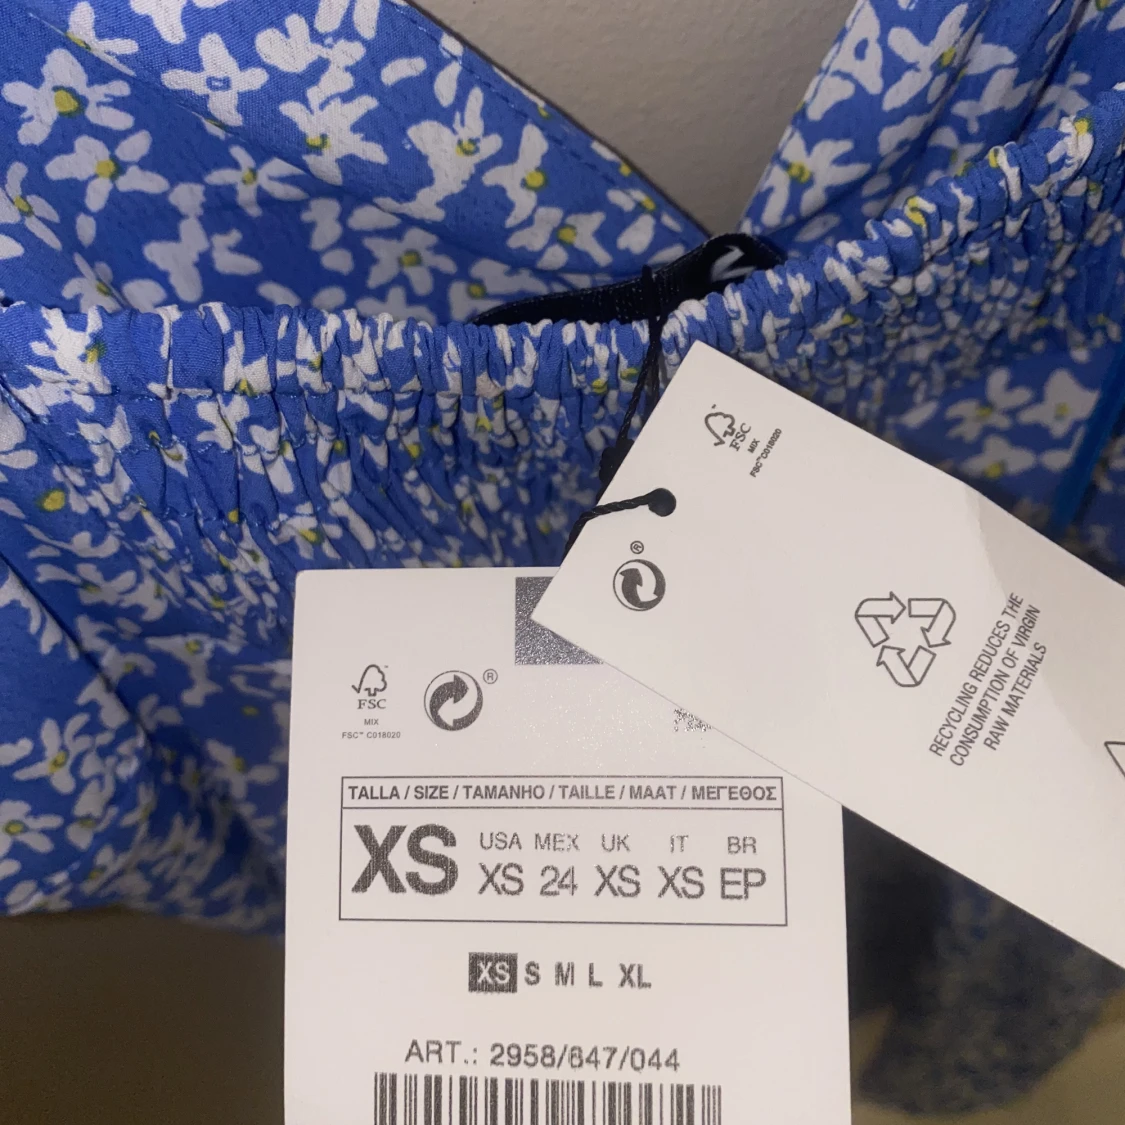 FSC
MIX
FSC™ C018020
®
RECYCLING REDUCES THE
CONSUMPTION OF VIRGIN
RAW MATERIALS
FSC
MIX
FSC™ C018020
®
TALLA / SIZE / TAMANHO / TAILLE / MAAT / ΜΕΓΕΘΟΣ
XS
USA MEX UK IT BR
XS 24 XS XS EP
XS S M L XL
ART.: 2958/647/044